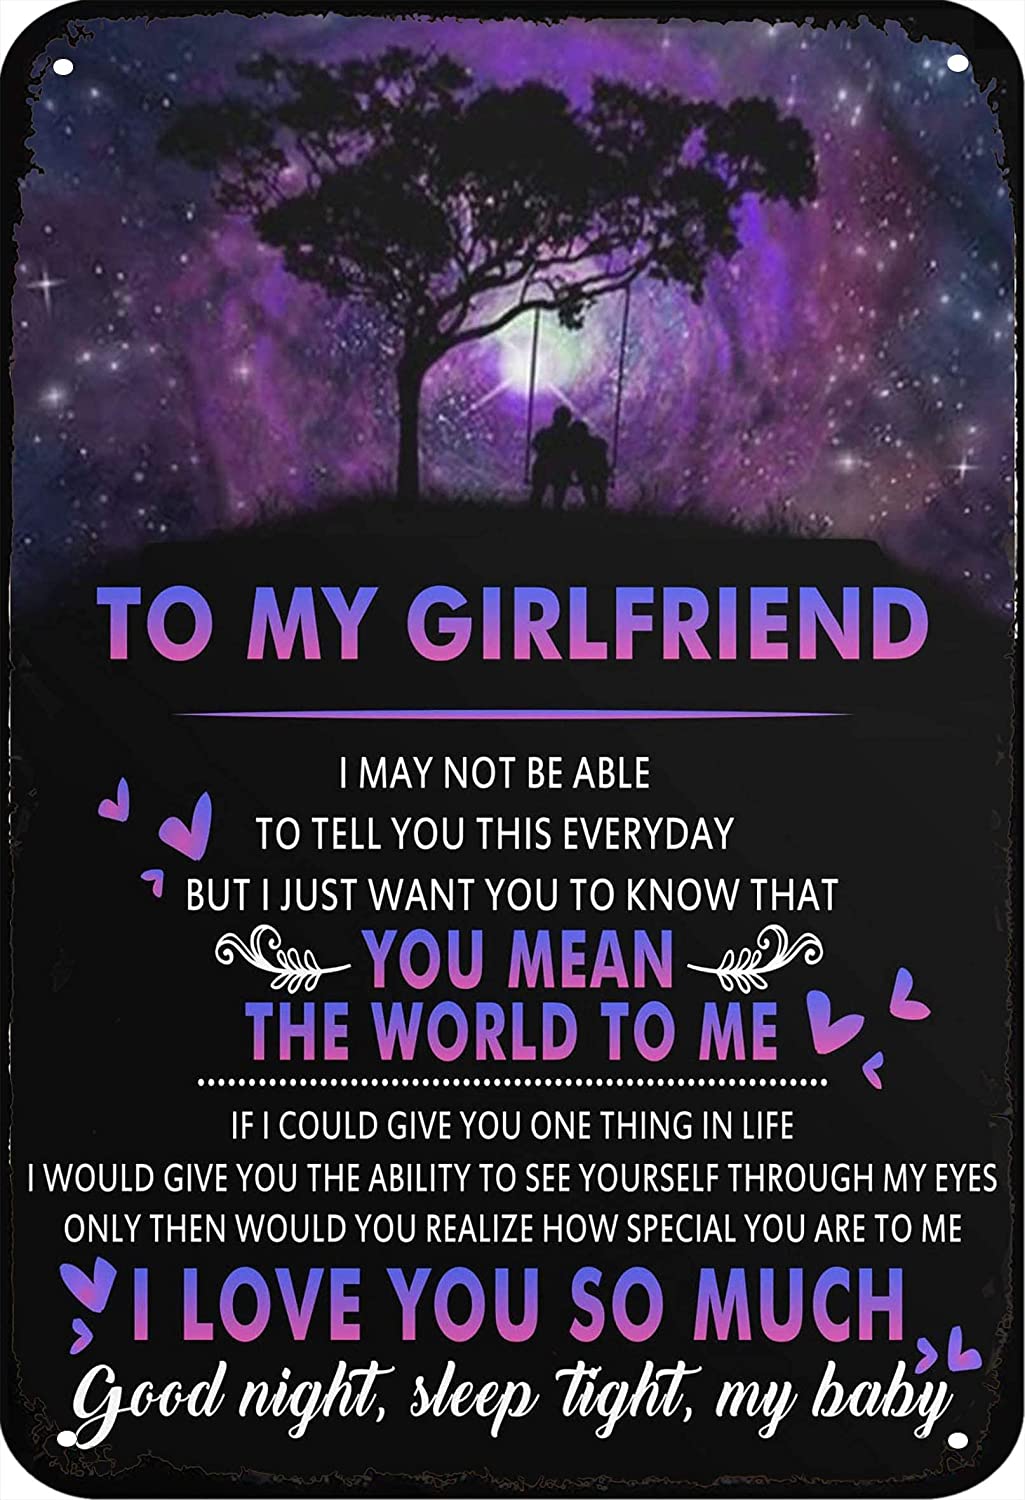 TO MY GIRLFRIEND
I MAY NOT BE ABLE
TO TELL YOU THIS EVERYDAY
BUT I JUST WANT YOU TO KNOW THAT
YOU MEAN
THE WORLD TO ME
IF I COULD GIVE YOU ONE THING IN LIFE
I WOULD GIVE YOU THE ABILITY TO SEE YOURSELF THROUGH MY EYES
ONLY THEN WOULD YOU REALIZE HOW SPECIAL YOU ARE TO ME
I LOVE YOU SO MUCH
Good night, sleep tight, my baby